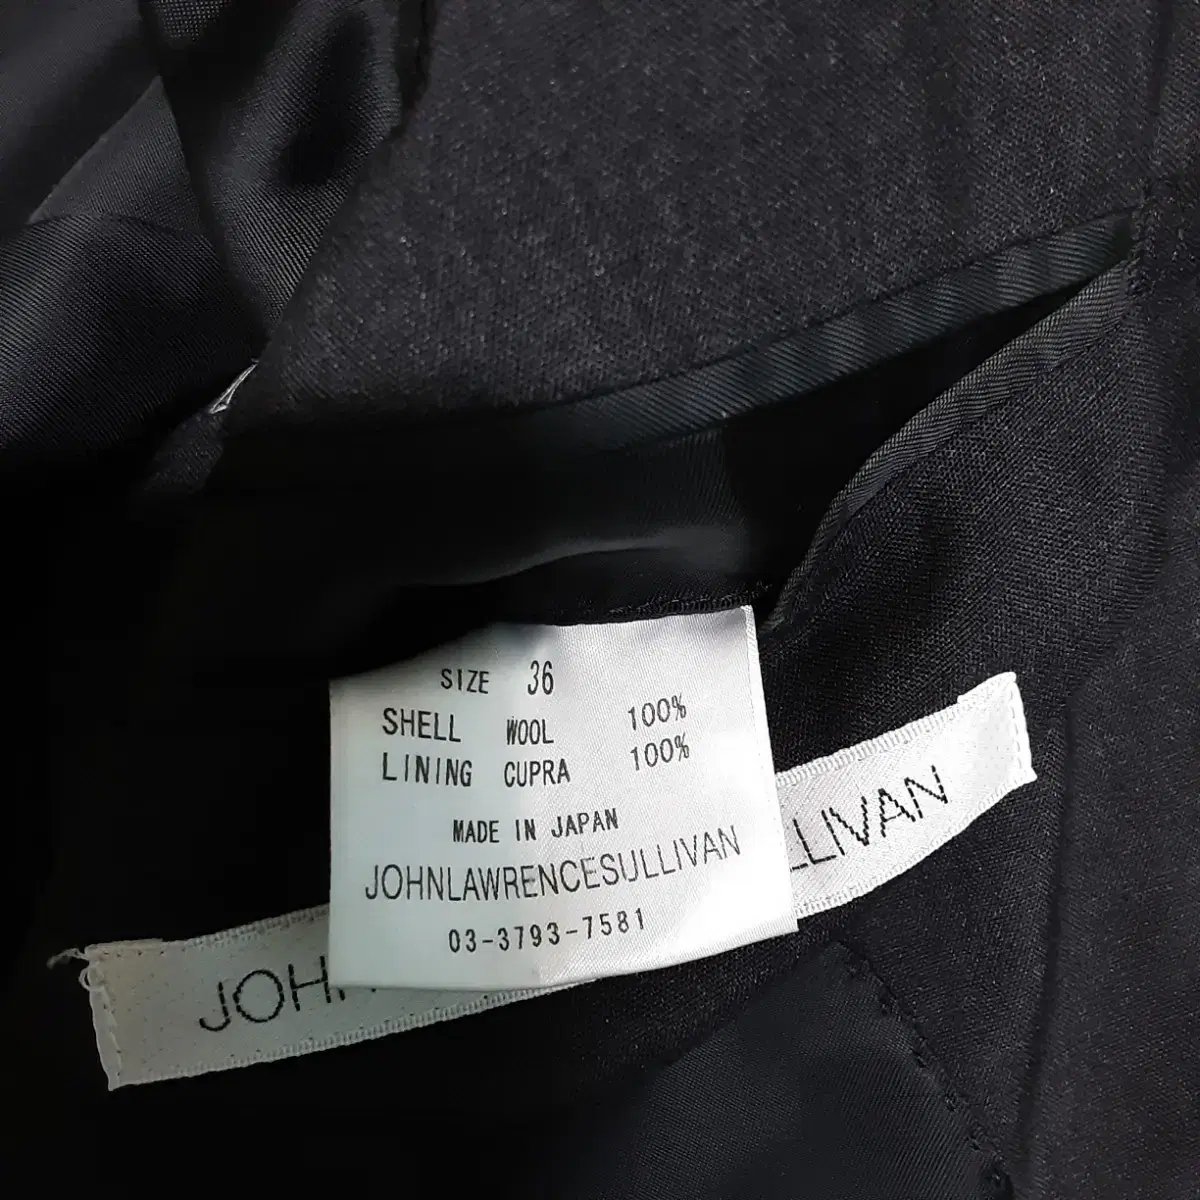 SIZE 36
SHELL WOOL 100%
LINING CUPRA 100%
MADE IN JAPAN
JOHNLAWRENCESULLIVAN
03-3793-7581
JOH
LLIVAN